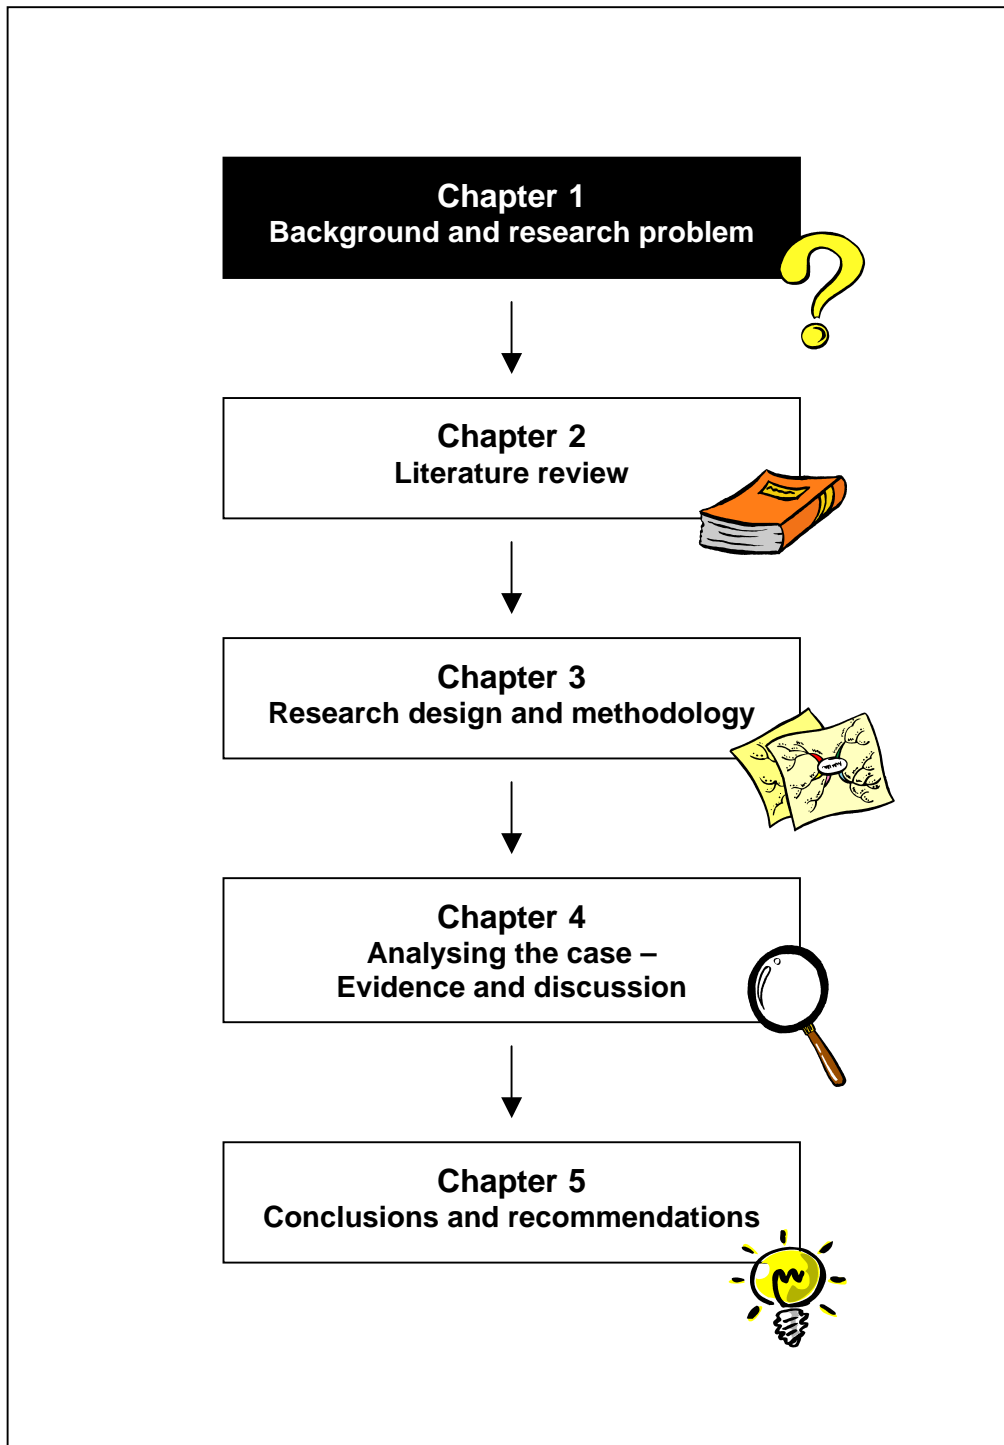 Chapter 1
Background and research problem
Chapter 2
Literature review
Chapter 3
Research design and methodology
Chapter 4
Analysing the case –
Evidence and discussion
Chapter 5
Conclusions and recommendations